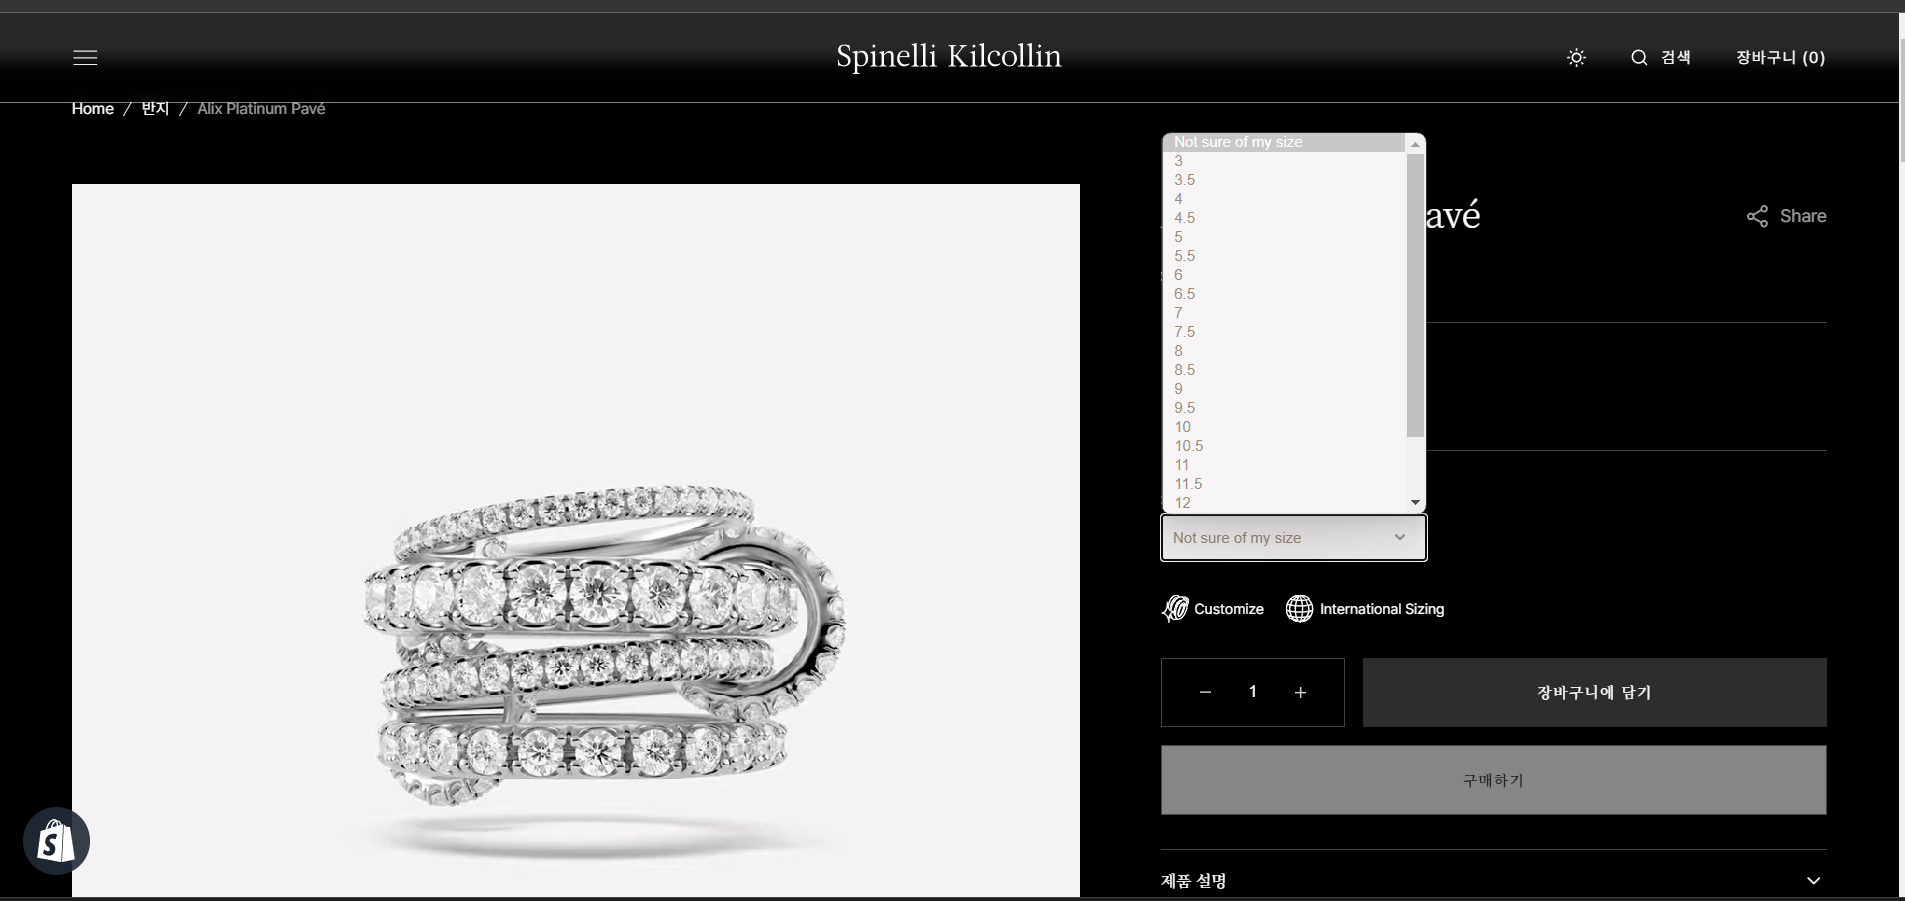 Spinelli Kilcollin
검색
장바구니 (0)
Home / 반지 / Alix Platinum Pavé
Not sure of my size
3
3.5
4
4.5
5
5.5
6
6.5
7
7.5
8
8.5
9
9.5
10
10.5
11
11.5
12
avé
Share
Not sure of my size
Customize
International Sizing
− 1 +
장바구니에 담기
구매하기
제품 설명